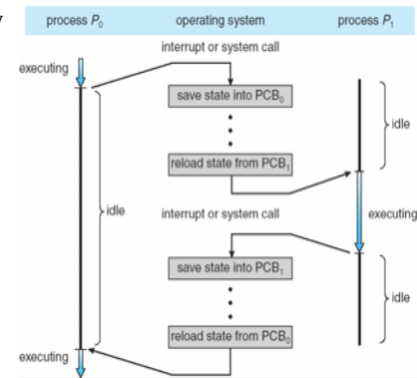 process P₀ operating system process P₁
interrupt or system call
executing
save state into PCB₀
idle
reload state from PCB₁
idle
interrupt or system call
executing
save state into PCB₁
idle
reload state from PCB₀
executing